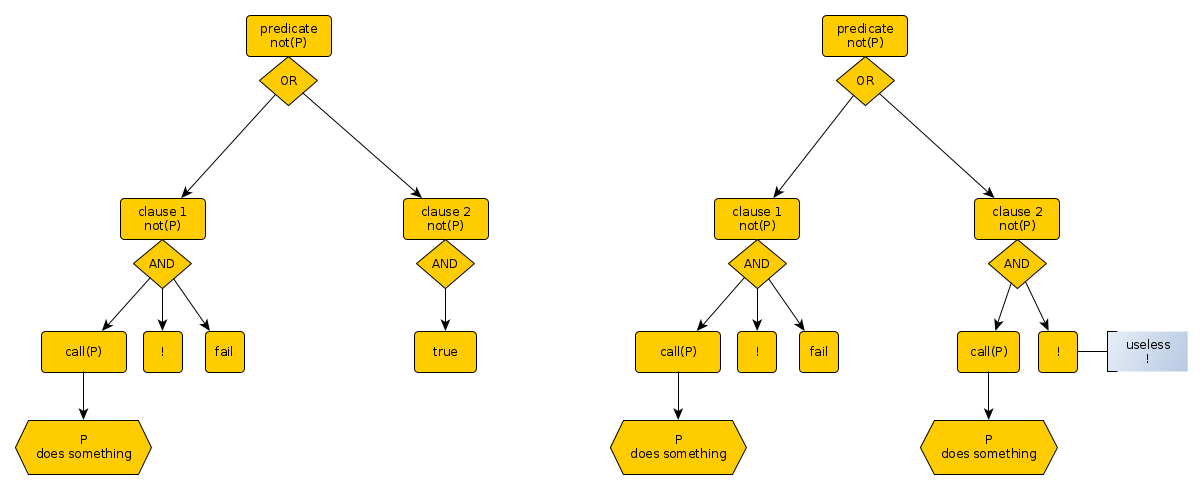 predicate
not(P)
OR
clause 1
not(P)
AND
call(P)
!
fail
P
does something
clause 2
not(P)
AND
true
predicate
not(P)
OR
clause 1
not(P)
AND
call(P)
!
fail
P
does something
clause 2
not(P)
AND
call(P)
!
useless
!
P
does something